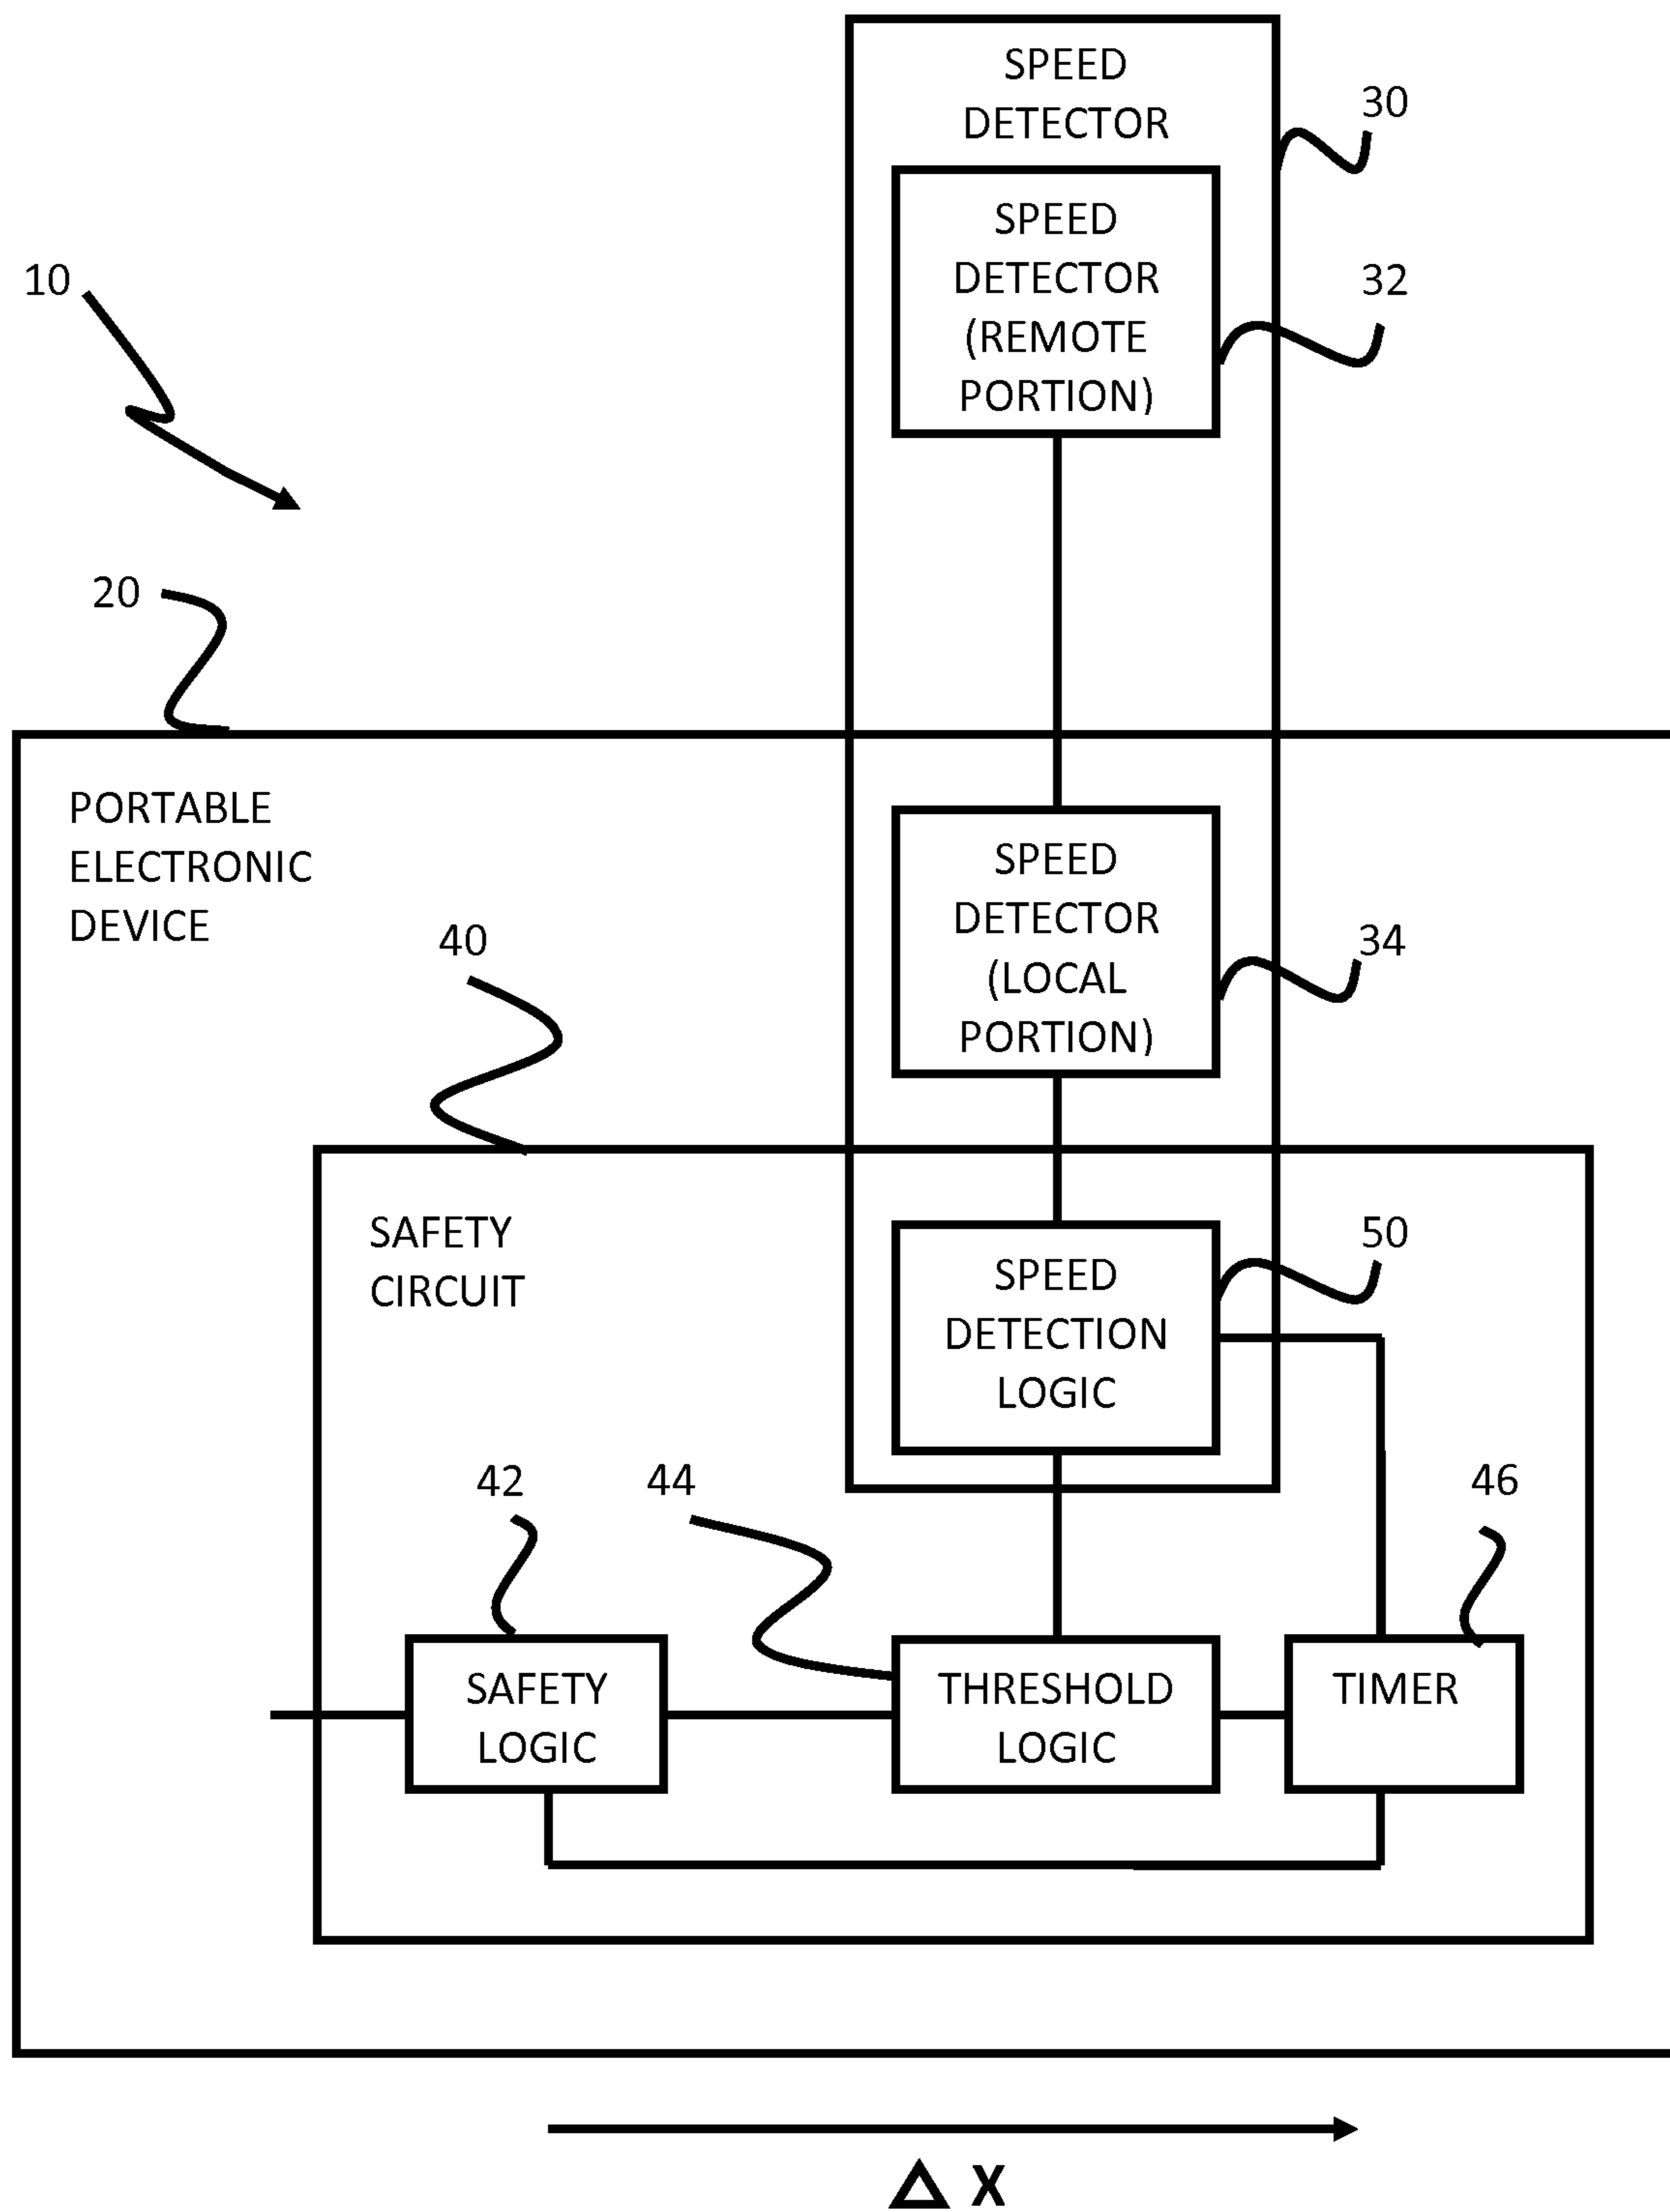 SPEED
DETECTOR
30
SPEED
DETECTOR
(REMOTE
PORTION)
32
10
20
PORTABLE
ELECTRONIC
DEVICE
SPEED
DETECTOR
(LOCAL
PORTION)
34
40
SAFETY
CIRCUIT
SPEED
DETECTION
LOGIC
50
42
44
46
SAFETY
LOGIC
THRESHOLD
LOGIC
TIMER
Δ X